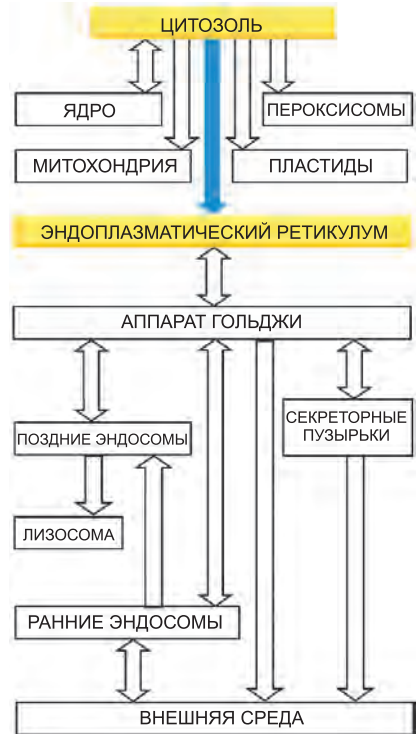 ЦИТОЗОЛЬ
ЯДРО
ПЕРОКСИСОМЫ
МИТОХОНДРИЯ
ПЛАСТИДЫ
ЭНДОПЛАЗМАТИЧЕСКИЙ РЕТИКУЛУМ
АППАРАТ ГОЛЬДЖИ
ПОЗДНИЕ ЭНДОСОМЫ
СЕКРЕТОРНЫЕ
ПУЗЫРЬКИ
ЛИЗОСОМА
РАННИЕ ЭНДОСОМЫ
ВНЕШНЯЯ СРЕДА